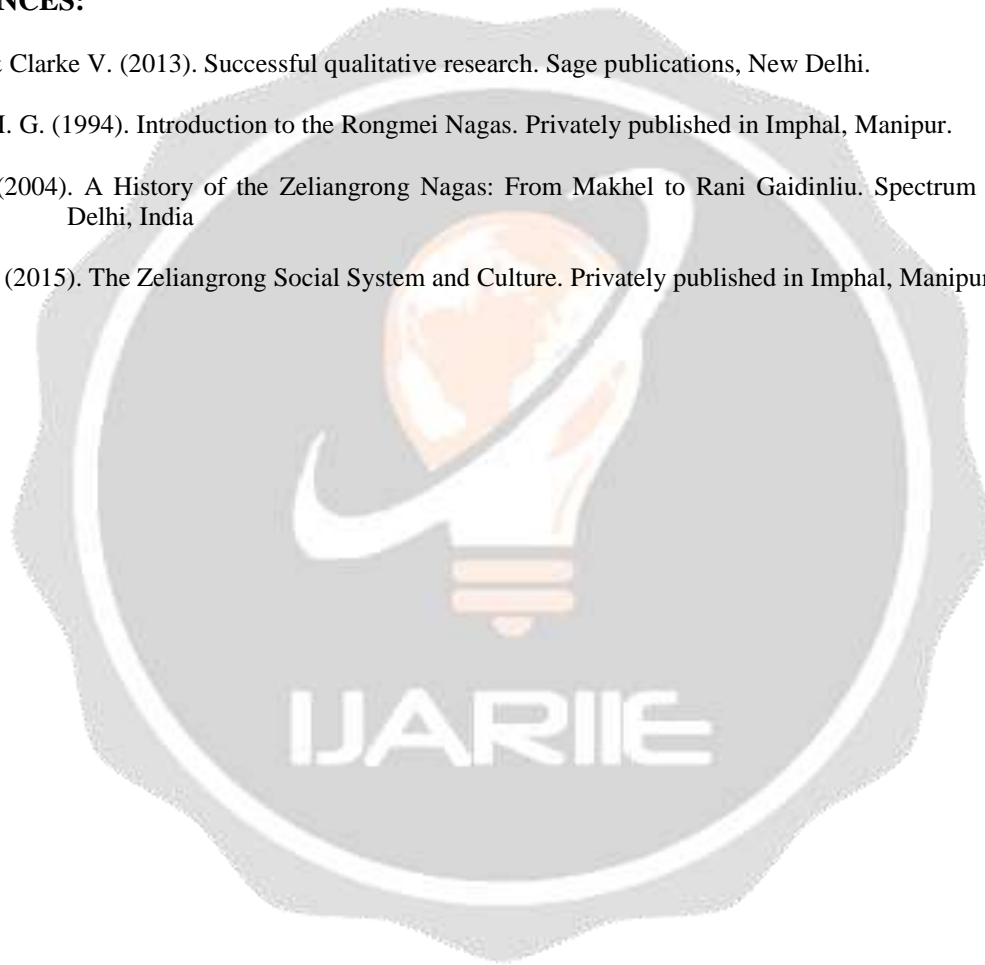 NCES:
Clarke V. (2013). Successful qualitative research. Sage publications, New Delhi.
G. (1994). Introduction to the Rongmei Nagas. Privately published in Imphal, Manipur.
(2004). A History of the Zeliangrong Nagas: From Makhel to Rani Gaidinliu. Spectrum
Delhi, India
(2015). The Zeliangrong Social System and Culture. Privately published in Imphal, Manipur
IJARIIE